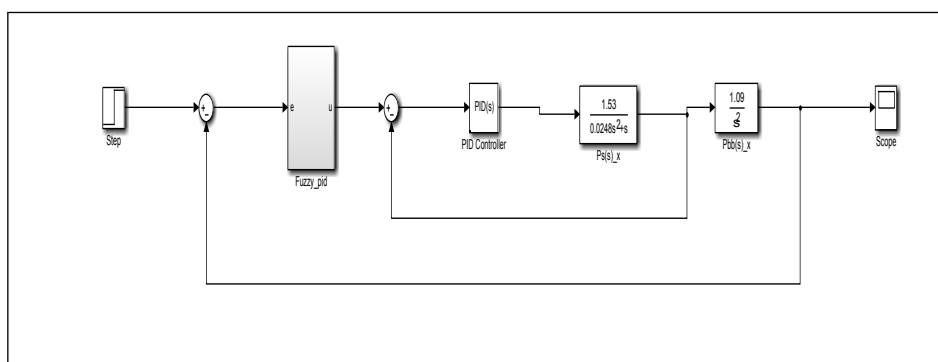 Step
+
−
e
u
Fuzzy_pid
+
−
PID(s)
PID Controller
1.53
0.0248s²+s
Ps(s)_x
1.09
s²
Pbb(s)_x
Scope